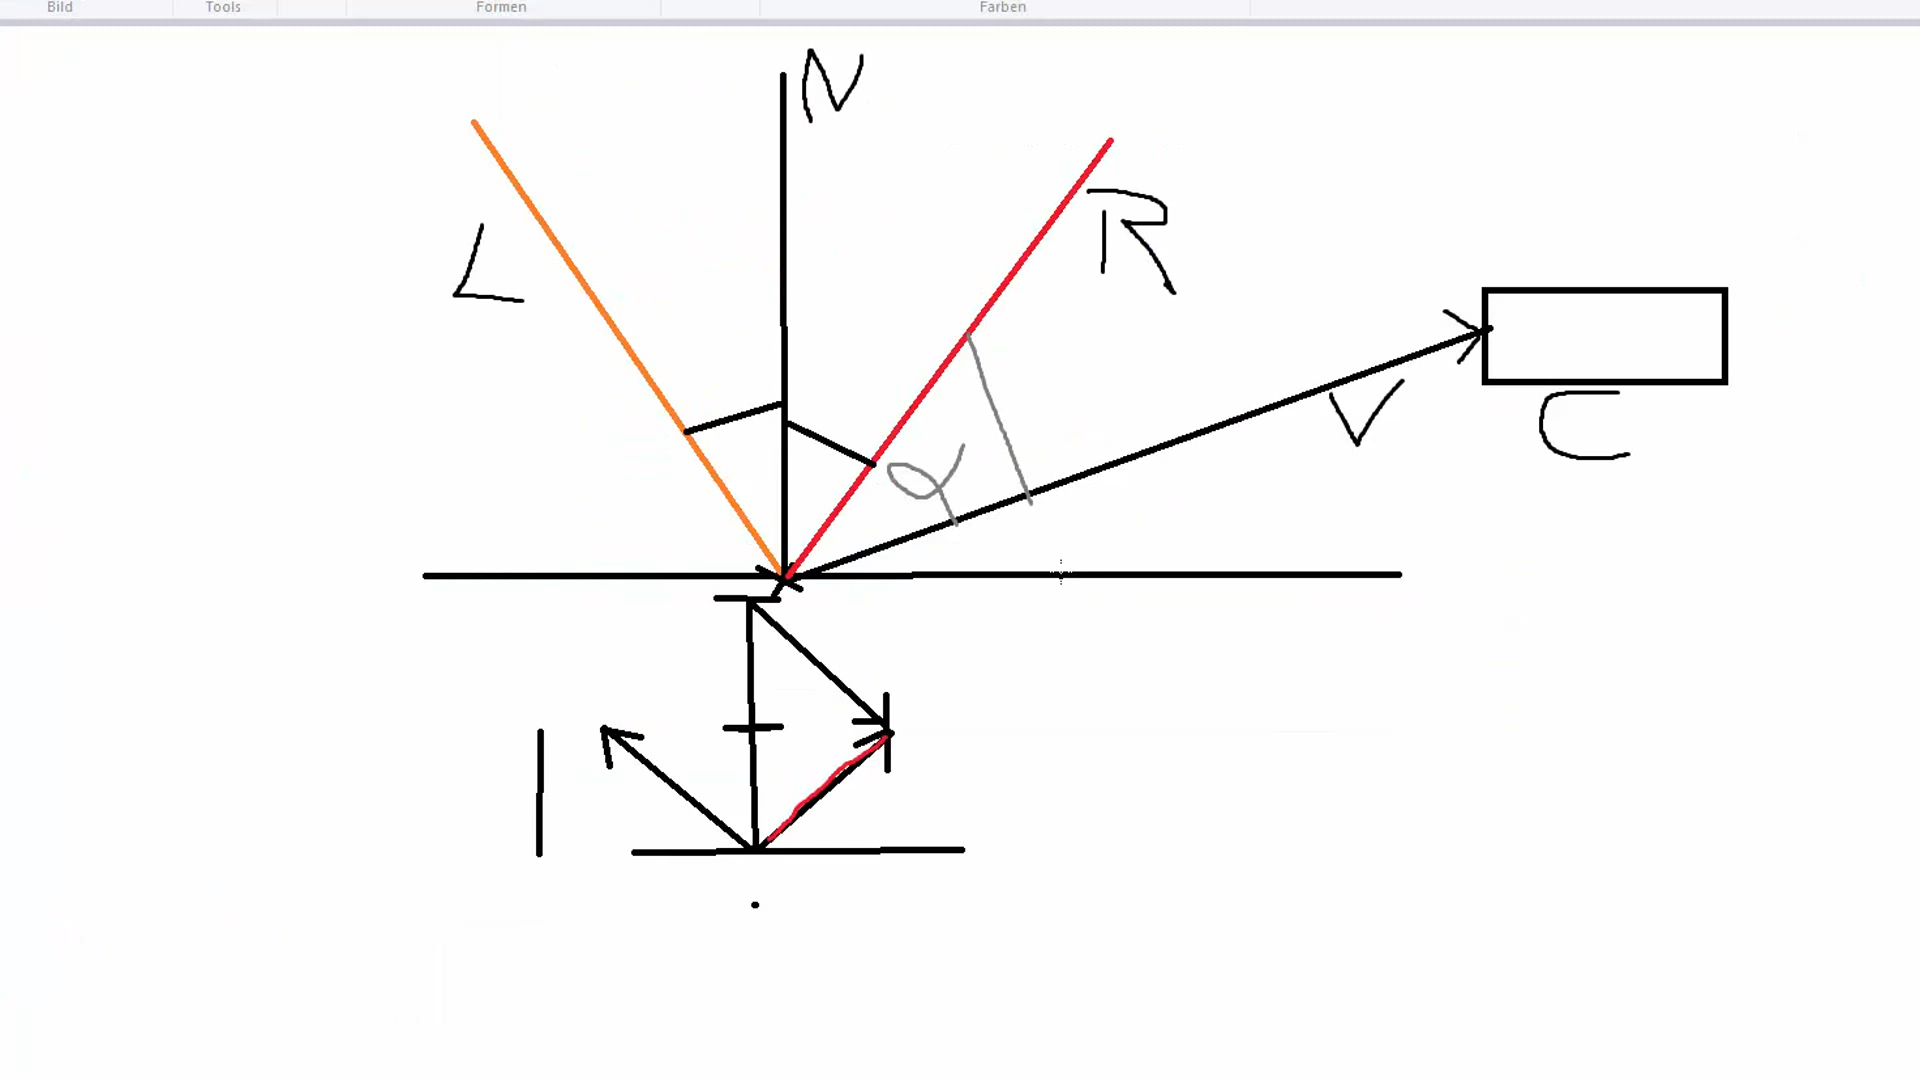 Bild Tools Formen Farben
N
L
R
V
C
α